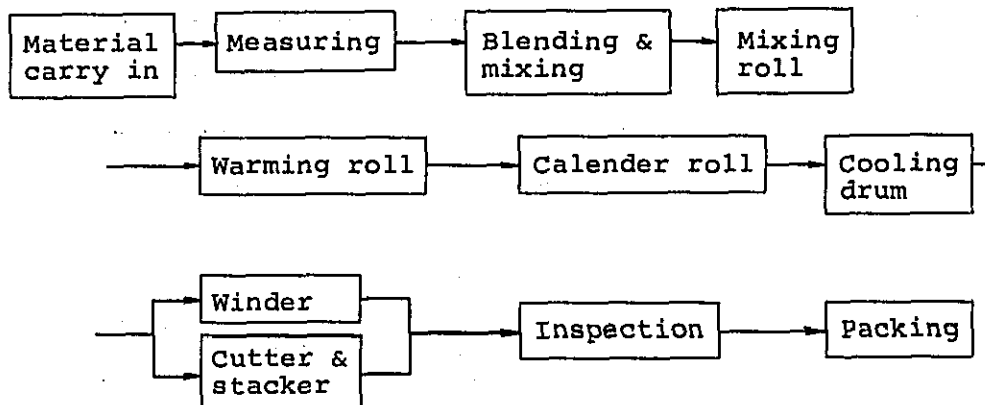 Material
carry in
Measuring
Blending &
mixing
Mixing
roll
Warming roll
Calender roll
Cooling
drum
Winder
Cutter &
stacker
Inspection
Packing